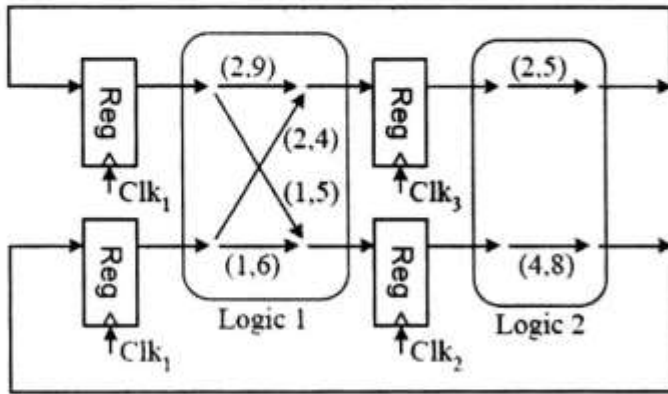 (2,9)
(2,5)
Reg
Reg
(2,4)
Clk₁
(1,5)
Clk₃
Reg
(1,6)
Reg
(4,8)
Logic 1
Logic 2
Clk₁
Clk₂